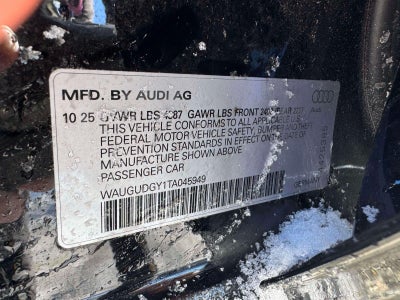 MFD. BY AUDI AG
10 25 GVWR LBS GAWR LBS FRONT
THIS VEHICLE CONFORMS TO ALL APPLICABLE U.S.
FEDERAL MOTOR VEHICLE SAFETY, BUMPER, AND THEFT
PREVENTION STANDARDS IN EFFECT ON THE DATE OF
MANUFACTURE SHOWN ABOVE.
PASSENGER CAR
WAUGUDGY1TA045949
GERMANY
Audi